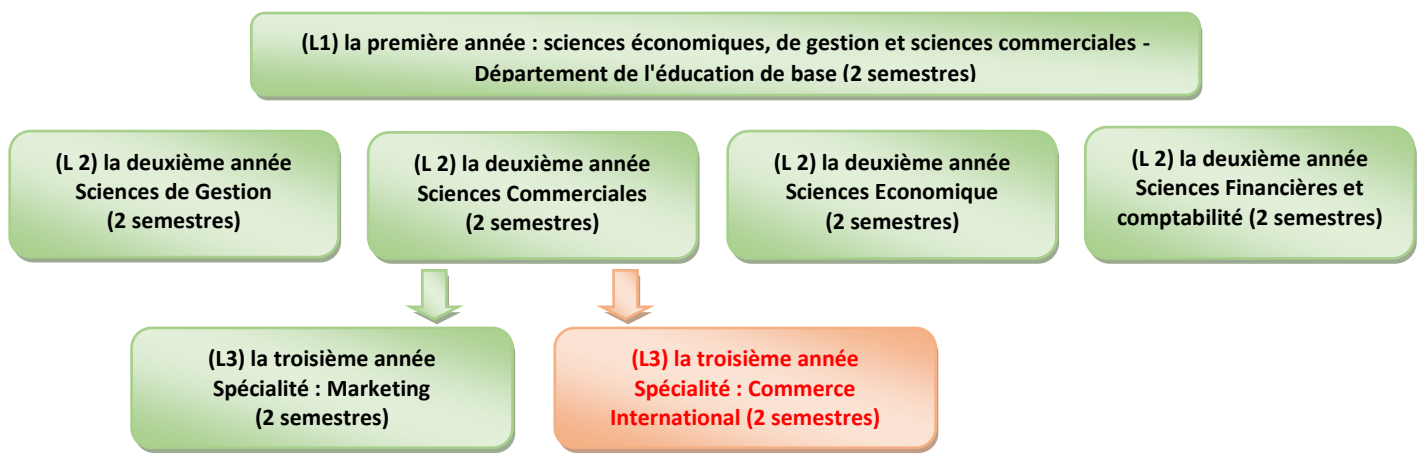 (L1) la première année : sciences économiques, de gestion et sciences commerciales -
Département de l'éducation de base (2 semestres)
(L 2) la deuxième année
Sciences de Gestion
(2 semestres)
(L 2) la deuxième année
Sciences Commerciales
(2 semestres)
(L 2) la deuxième année
Sciences Economique
(2 semestres)
(L 2) la deuxième année
Sciences Financières et
comptabilité (2 semestres)
(L3) la troisième année
Spécialité : Marketing
(2 semestres)
(L3) la troisième année
Spécialité : Commerce
International (2 semestres)